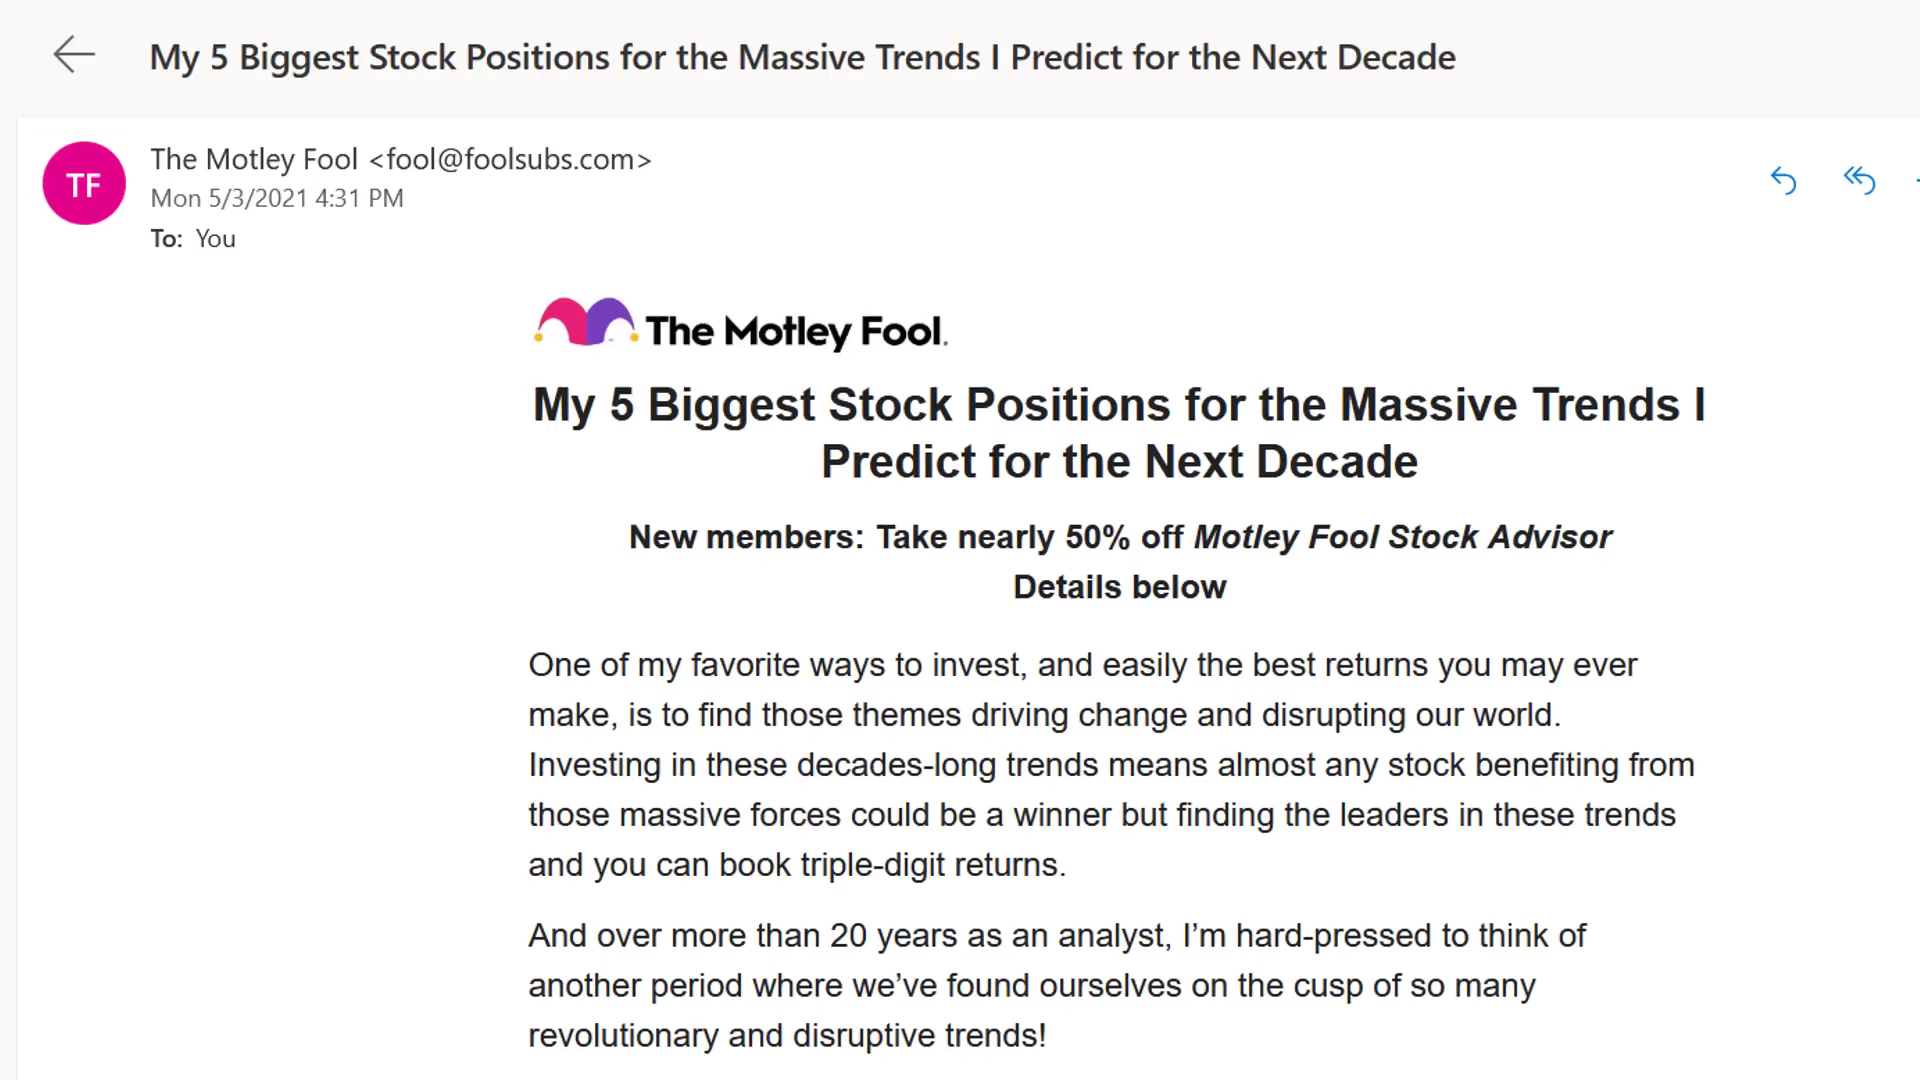 My 5 Biggest Stock Positions for the Massive Trends I Predict for the Next Decade
TF
The Motley Fool <fool@foolsubs.com>
Mon 5/3/2021 4:31 PM
To: You
The Motley Fool.
My 5 Biggest Stock Positions for the Massive Trends I
Predict for the Next Decade
New members: Take nearly 50% off Motley Fool Stock Advisor
Details below
One of my favorite ways to invest, and easily the best returns you may ever
make, is to find those themes driving change and disrupting our world.
Investing in these decades-long trends means almost any stock benefiting from
those massive forces could be a winner but finding the leaders in these trends
and you can book triple-digit returns.
And over more than 20 years as an analyst, I’m hard-pressed to think of
another period where we’ve found ourselves on the cusp of so many
revolutionary and disruptive trends!